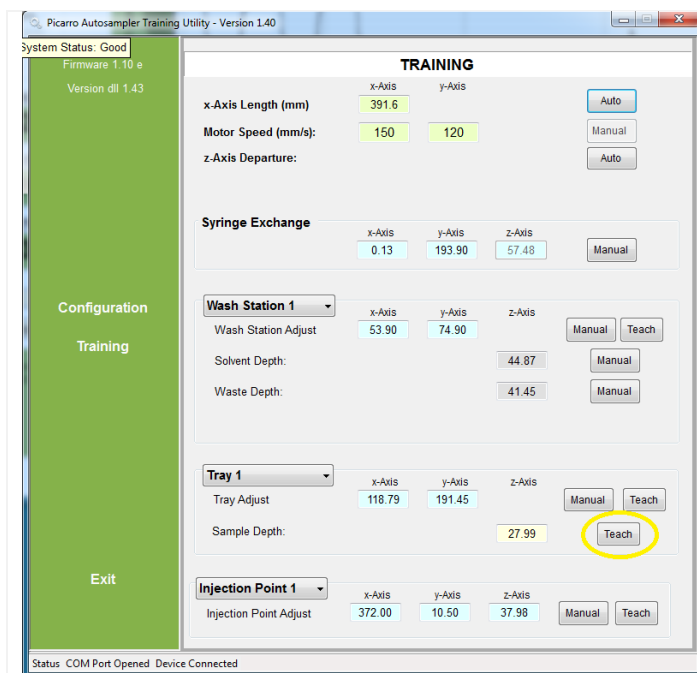 Picarro Autosampler Training Utility - Version 1.40
System Status: Good
Firmware 1.10 e
Version dll 1.43
Configuration
Training
Exit
TRAINING
x-Axis y-Axis
x-Axis Length (mm) 391.6 Auto
Motor Speed (mm/s): 150 120 Manual
z-Axis Departure: Auto
Syringe Exchange
x-Axis y-Axis z-Axis
0.13 193.90 57.48 Manual
Wash Station 1
x-Axis y-Axis z-Axis
Wash Station Adjust 53.90 74.90 Manual Teach
Solvent Depth: 44.87 Manual
Waste Depth: 41.45 Manual
Tray 1
x-Axis y-Axis z-Axis
Tray Adjust 118.79 191.45 Manual Teach
Sample Depth: 27.99 Teach
Injection Point 1
x-Axis y-Axis z-Axis
Injection Point Adjust 372.00 10.50 37.98 Manual Teach
Status COM Port Opened Device Connected